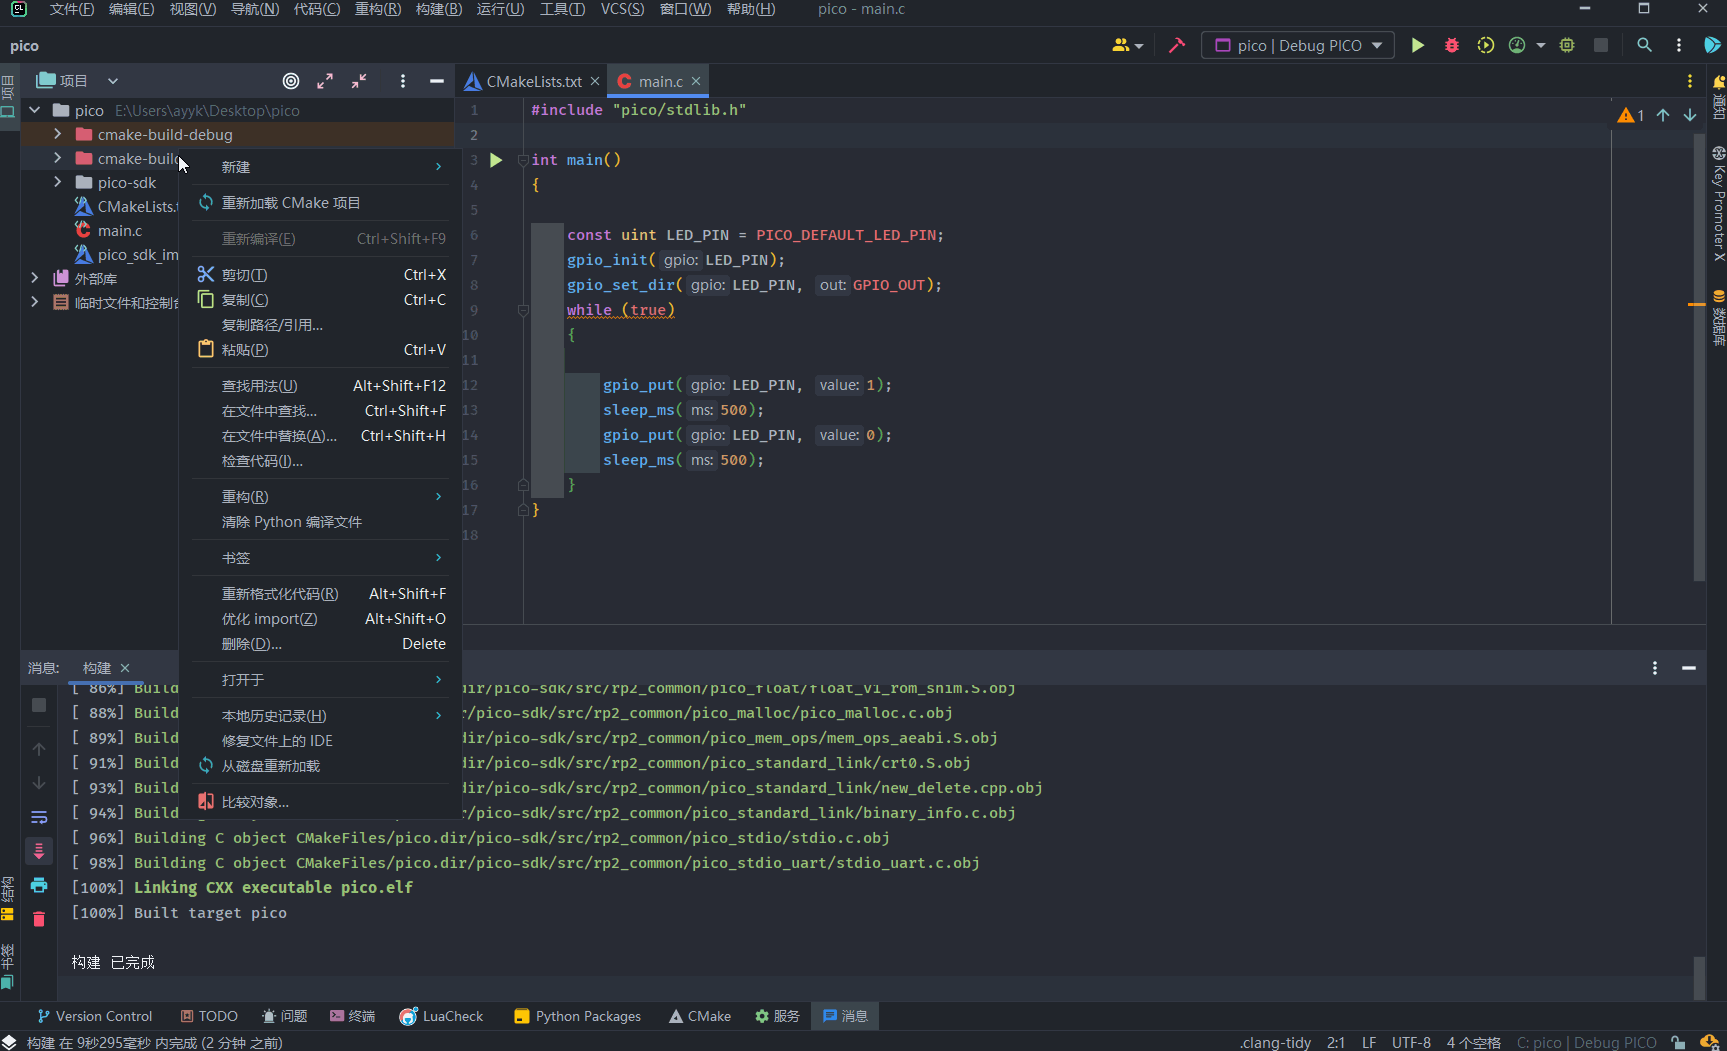 文件(F) 编辑(E) 视图(V) 导航(N) 代码(C) 重构(R) 构建(B) 运行(U) 工具(T) VCS(S) 窗口(W) 帮助(H) pico - main.c
pico
pico | Debug PICO
项目
项目
CMakeLists.txt
main.c
pico E:\Users\ayyk\Desktop\pico
cmake-build-debug
cmake-build
pico-sdk
CMakeLists.t
main.c
pico_sdk_im
外部库
临时文件和控制台
新建
重新加载 CMake 项目
重新编译(E) Ctrl+Shift+F9
剪切(T) Ctrl+X
复制(C) Ctrl+C
复制路径/引用...
粘贴(P) Ctrl+V
查找用法(U) Alt+Shift+F12
在文件中查找... Ctrl+Shift+F
在文件中替换(A)... Ctrl+Shift+H
检查代码(I)...
重构(R)
清除 Python 编译文件
书签
重新格式化代码(R) Alt+Shift+F
优化 import(Z) Alt+Shift+O
删除(D)... Delete
打开于
本地历史记录(H)
修复文件上的 IDE
从磁盘重新加载
比较对象...
1 #include "pico/stdlib.h"
2
3 int main()
4 {
5
6 const uint LED_PIN = PICO_DEFAULT_LED_PIN;
7 gpio_init( gpio: LED_PIN);
8 gpio_set_dir( gpio: LED_PIN, out: GPIO_OUT);
9 while (true)
10 {
11
12 gpio_put( gpio: LED_PIN, value: 1);
13 sleep_ms( ms: 500);
14 gpio_put( gpio: LED_PIN, value: 0);
15 sleep_ms( ms: 500);
16 }
17 }
18
1
通知
Key Promoter X
数据库
消息: 构建
[ 86%] Build dir/pico-sdk/src/rp2_common/pico_float/float_v1_rom_shim.S.obj
[ 88%] Build r/pico-sdk/src/rp2_common/pico_malloc/pico_malloc.c.obj
[ 89%] Build dir/pico-sdk/src/rp2_common/pico_mem_ops/mem_ops_aeabi.S.obj
[ 91%] Build dir/pico-sdk/src/rp2_common/pico_standard_link/crt0.S.obj
[ 93%] Build dir/pico-sdk/src/rp2_common/pico_standard_link/new_delete.cpp.obj
[ 94%] Build r/pico-sdk/src/rp2_common/pico_standard_link/binary_info.c.obj
[ 96%] Building C object CMakeFiles/pico.dir/pico-sdk/src/rp2_common/pico_stdio/stdio.c.obj
[ 98%] Building C object CMakeFiles/pico.dir/pico-sdk/src/rp2_common/pico_stdio_uart/stdio_uart.c.obj
[100%] Linking CXX executable pico.elf
[100%] Built target pico
构建 已完成
结构
书签
Version Control TODO 问题 终端 LuaCheck Python Packages CMake 服务 消息
构建 在 9秒295毫秒 内完成 (2 分钟 之前) .clang-tidy 2:1 LF UTF-8 4 个空格 C: pico | Debug PICO